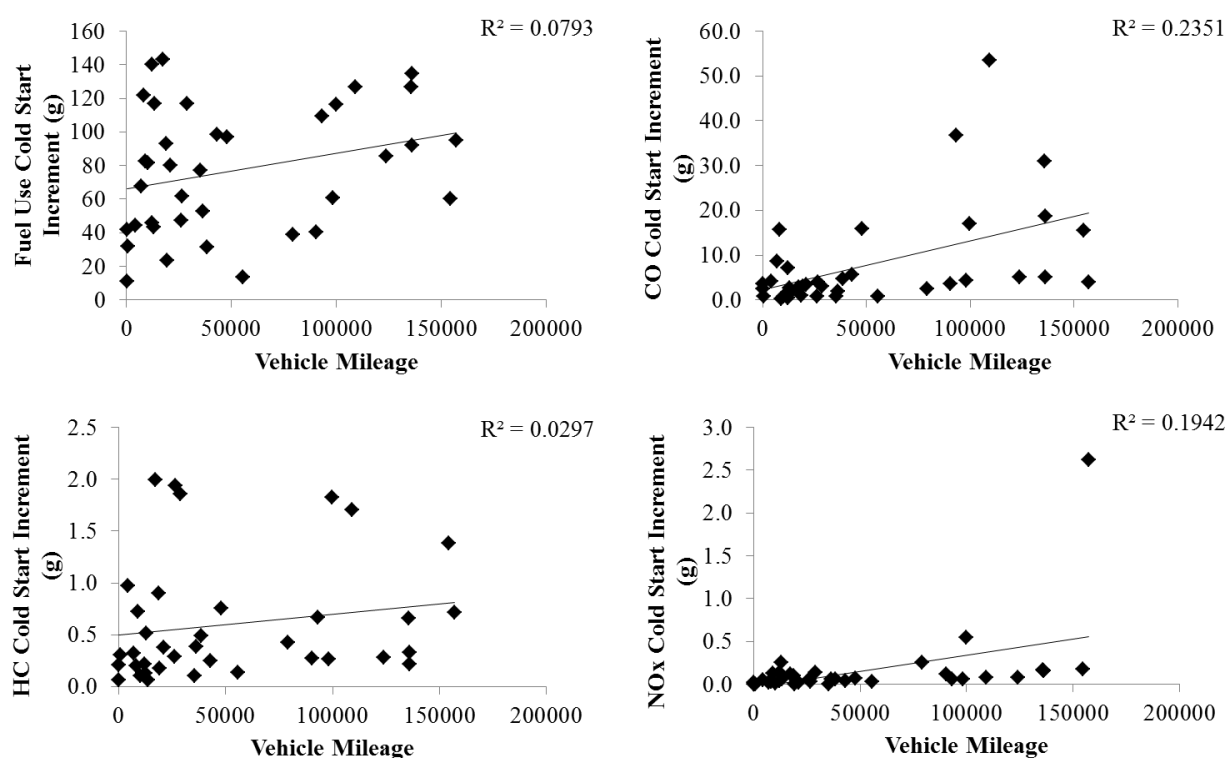 R² = 0.0793
Fuel Use Cold Start
Increment (g)
160
140
120
100
80
60
40
20
0
0 50000 100000 150000 200000
Vehicle Mileage
R² = 0.2351
CO Cold Start Increment
(g)
60.0
50.0
40.0
30.0
20.0
10.0
0.0
0 50000 100000 150000 200000
Vehicle Mileage
R² = 0.0297
HC Cold Start Increment
(g)
2.5
2.0
1.5
1.0
0.5
0.0
0 50000 100000 150000 200000
Vehicle Mileage
R² = 0.1942
NOx Cold Start Increment
(g)
3.0
2.5
2.0
1.5
1.0
0.5
0.0
0 50000 100000 150000 200000
Vehicle Mileage